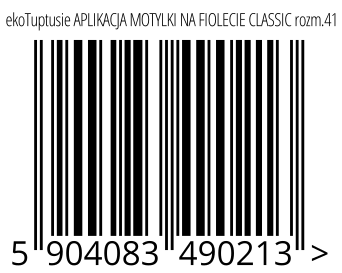 ekoTuptusie APLIKACJA MOTYLKI NA FIOLECIE CLASSIC rozm.41
5 904083 490213 >